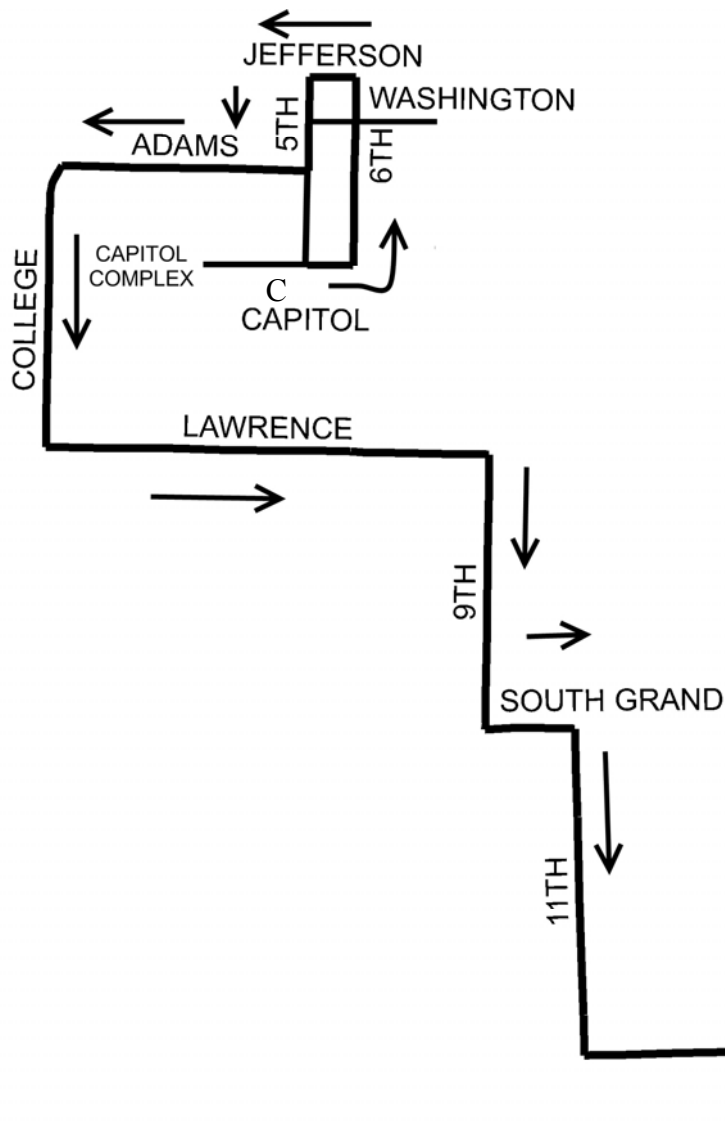 JEFFERSON
WASHINGTON
5TH
6TH
ADAMS
CAPITOL
COMPLEX
C
CAPITOL
COLLEGE
LAWRENCE
9TH
SOUTH GRAND
11TH